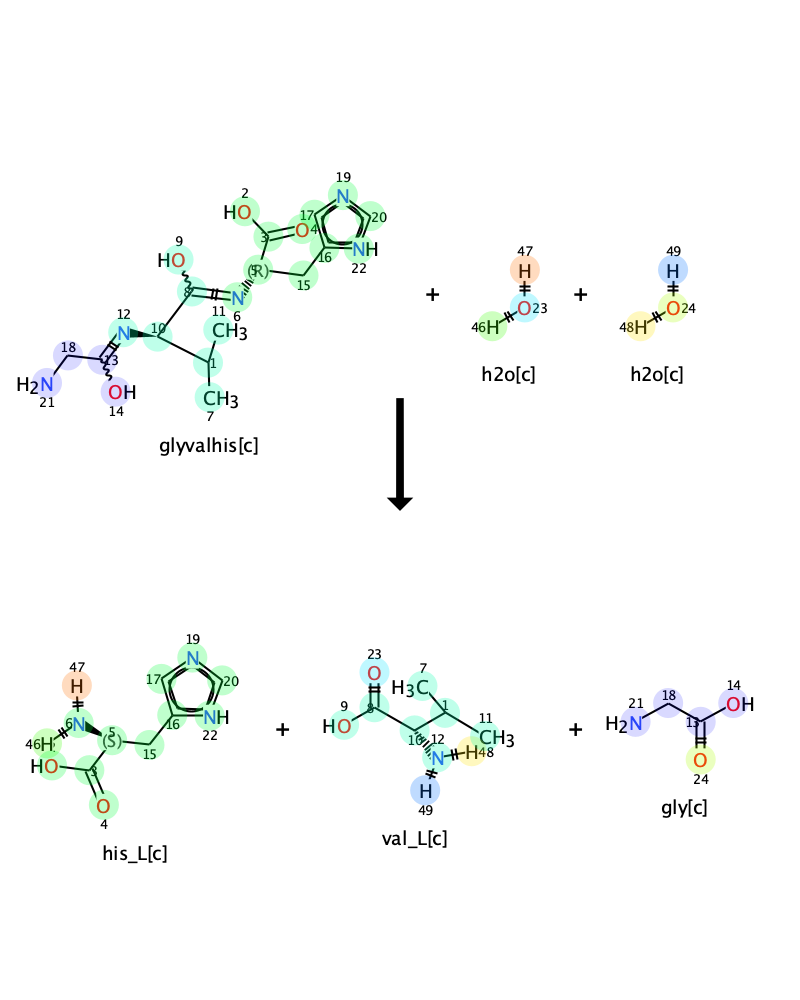 19
2
HO
N
17
20
3
O
4
9
HO
(R)
5
16
NH
22
15
8
11
N
6
12
N
10
CH3
18
13
1
H2N
21
OH
14
CH3
7
glyvalhis[c]
+
47
H
O
23
46
H
h2o[c]
+
49
H
O
24
48
H
h2o[c]
19
N
47
H
17
20
6
N
5
(S)
16
NH
22
46
H
HO
3
15
O
4
his_L[c]
+
23
O
7
H3C
9
HO
8
1
11
CH3
10
12
N
H
48
H
49
val_L[c]
+
21
H2N
18
14
OH
13
O
24
gly[c]